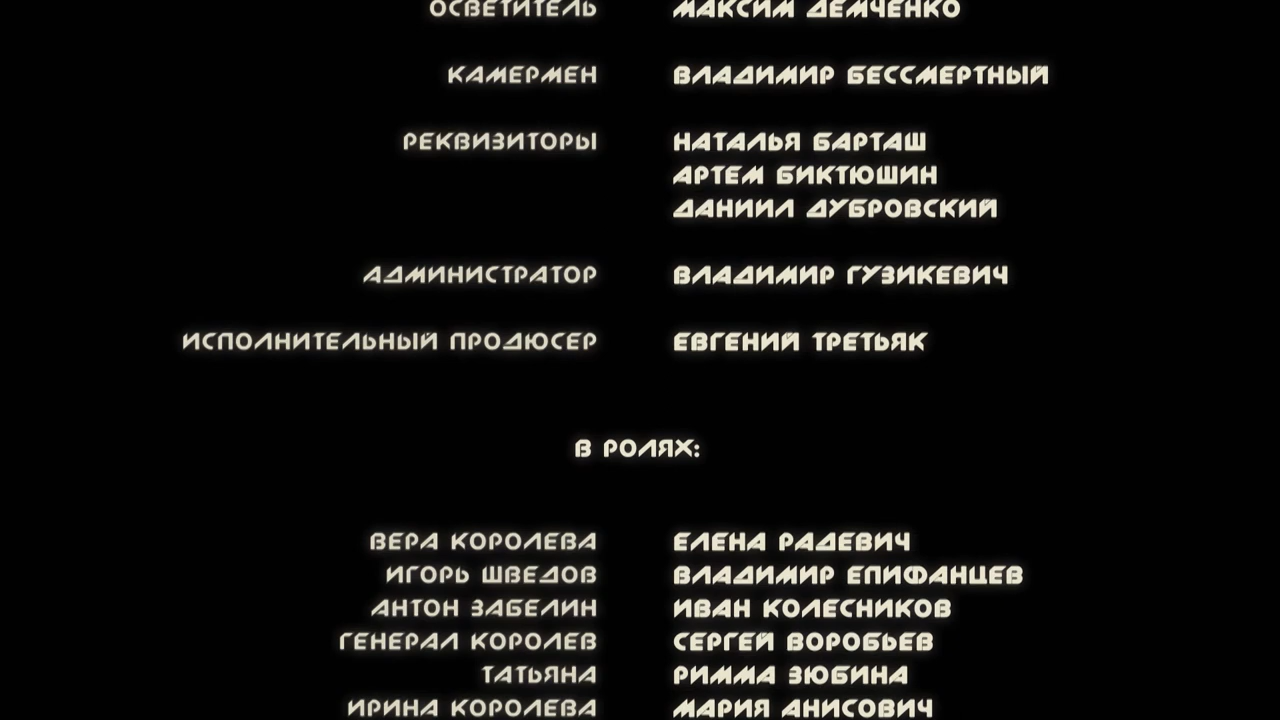 ОСВЕТИТЕЛЬ МАКСИМ ДЕМЧЕНКО
КАМЕРМЕН ВЛАДИМИР БЕССМЕРТНЫЙ
РЕКВИЗИТОРЫ НАТАЛЬЯ БАРТАШ
АРТЕМ БИКТЮШИН
ДАНИИЛ ДУБРОВСКИЙ
АДМИНИСТРАТОР ВЛАДИМИР ГУЗИКЕВИЧ
ИСПОЛНИТЕЛЬНЫЙ ПРОДЮСЕР ЕВГЕНИЙ ТРЕТЬЯК
В РОЛЯХ:
ВЕРА КОРОЛЕВА ЕЛЕНА РАДЕВИЧ
ИГОРЬ ШВЕДОВ ВЛАДИМИР ЕПИФАНЦЕВ
АНТОН ЗАБЕЛИН ИВАН КОЛЕСНИКОВ
ГЕНЕРАЛ КОРОЛЕВ СЕРГЕЙ ВОРОБЬЕВ
ТАТЬЯНА РИММА ЗЮБИНА
ИРИНА КОРОЛЕВА МАРИЯ АНИСОВИЧ